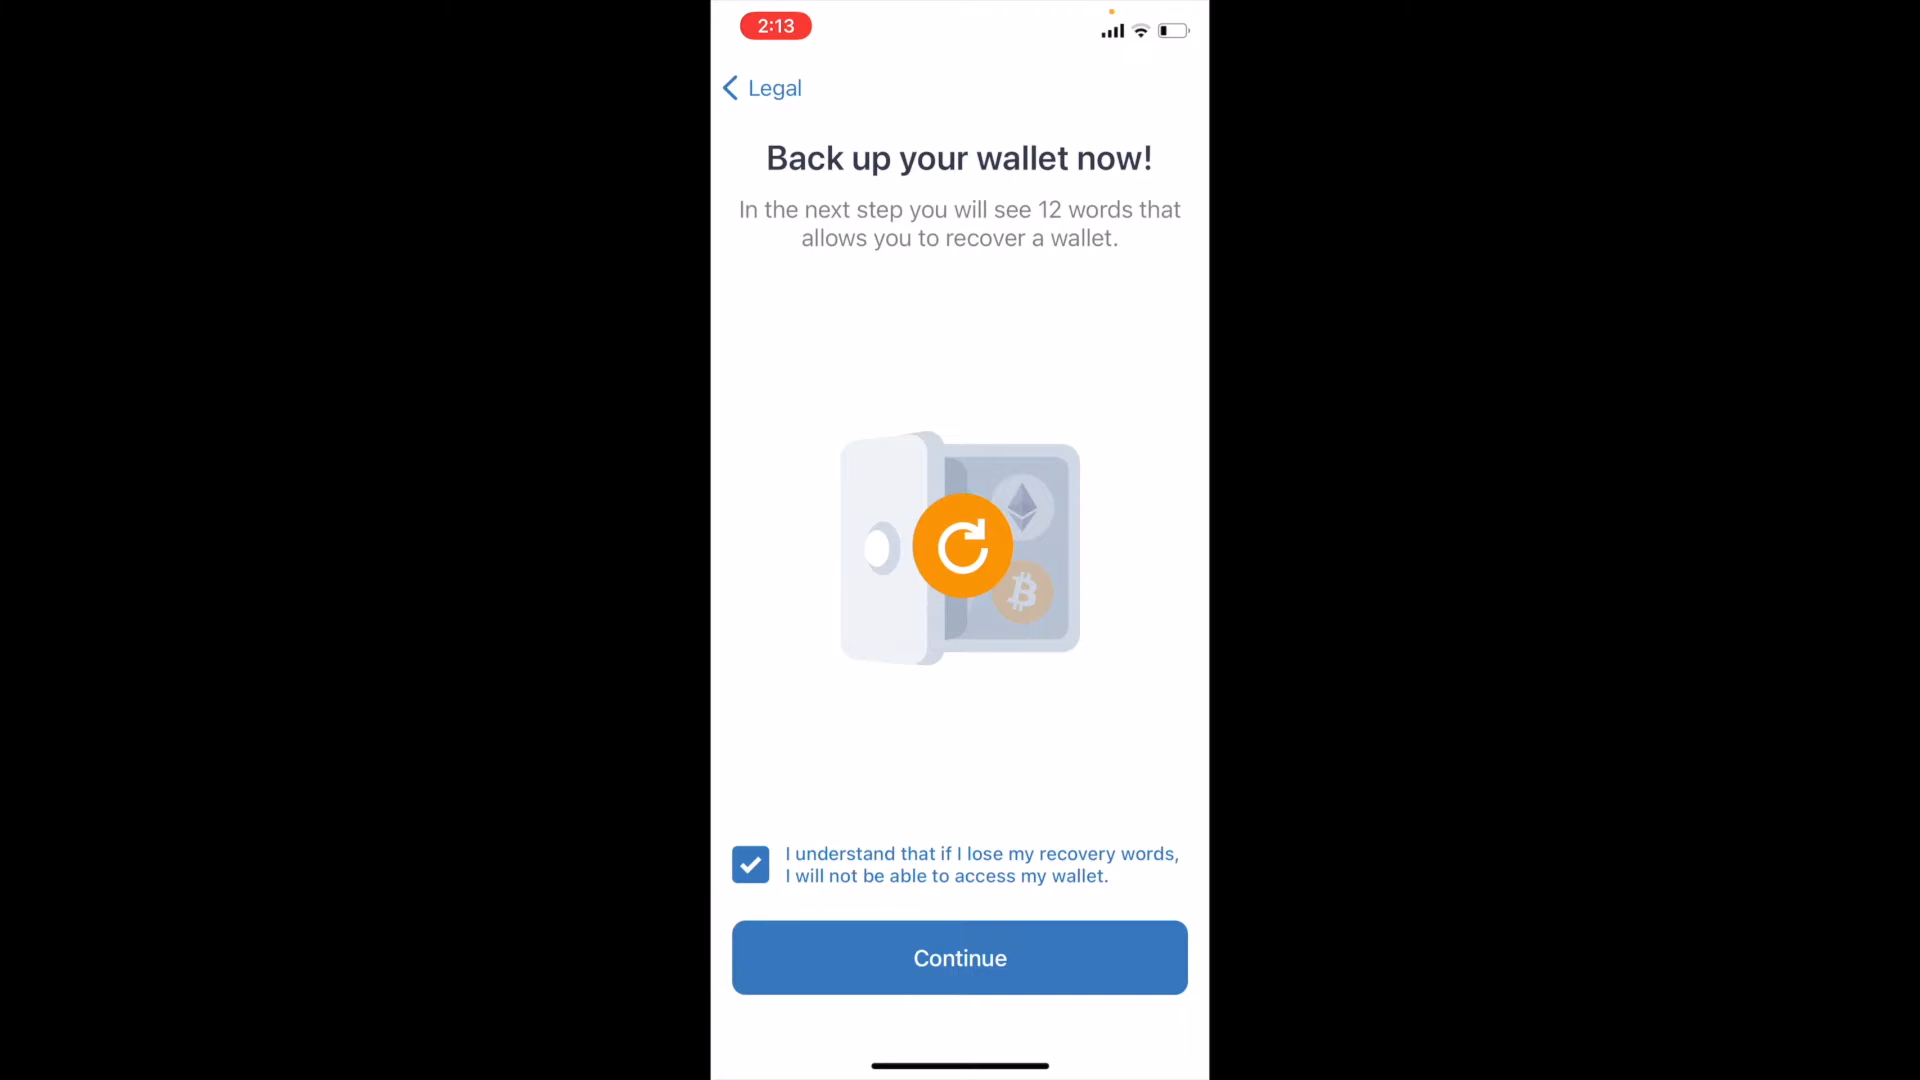 2:13
Legal
Back up your wallet now!
In the next step you will see 12 words that
allows you to recover a wallet.
I understand that if I lose my recovery words,
I will not be able to access my wallet.
Continue